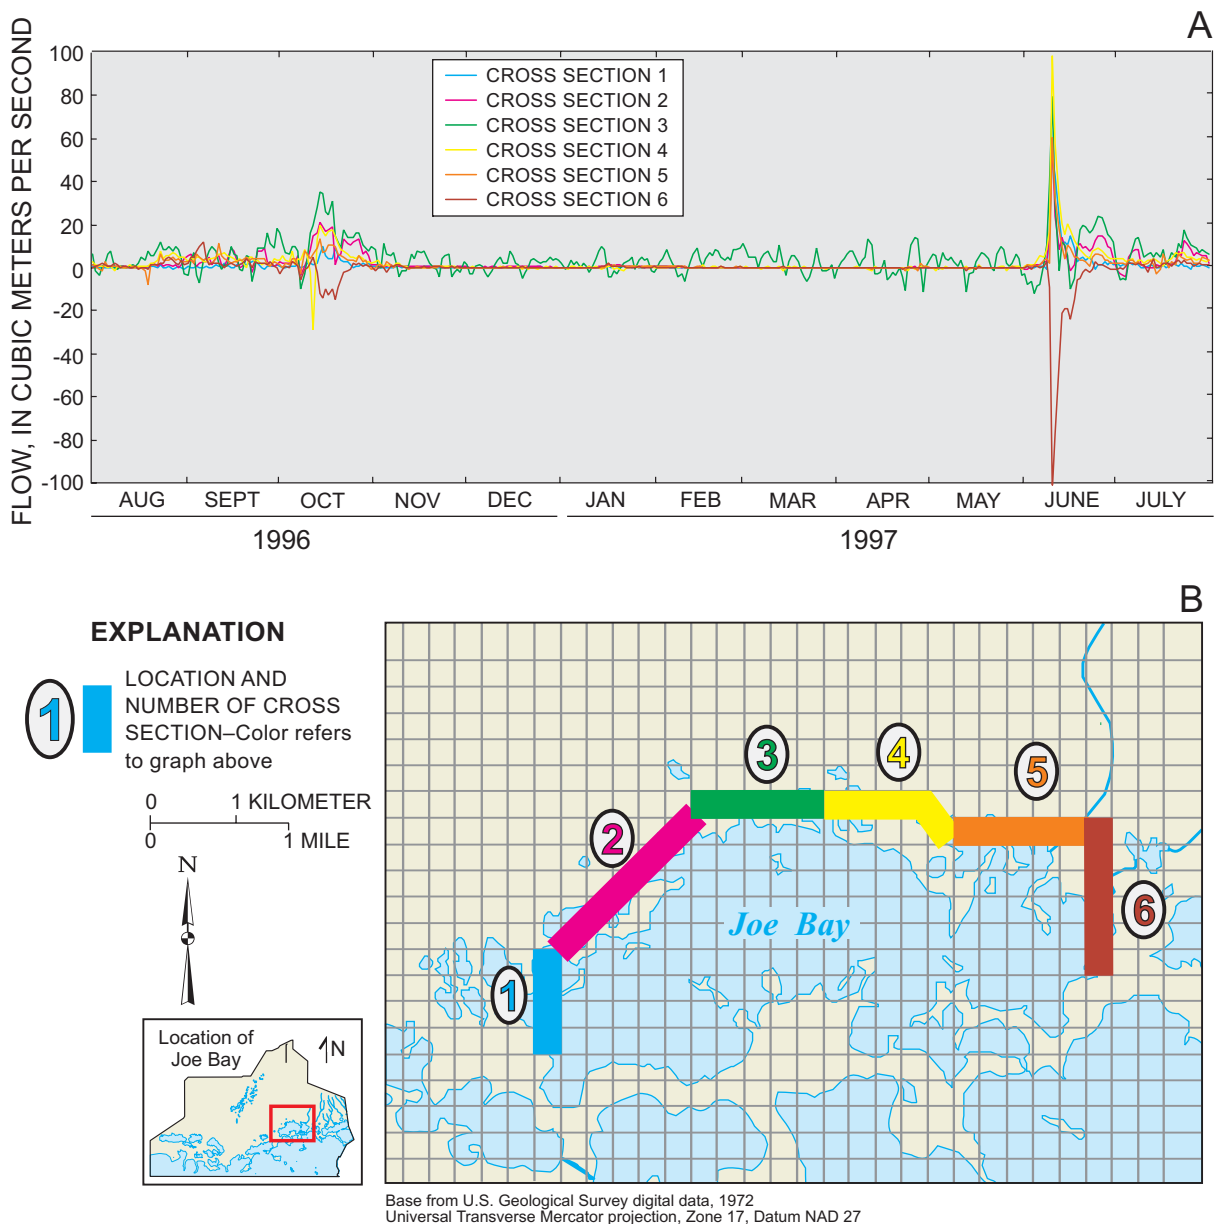 A
FLOW, IN CUBIC METERS PER SECOND
100
80
60
40
20
0
-20
-40
-60
-80
-100
CROSS SECTION 1
CROSS SECTION 2
CROSS SECTION 3
CROSS SECTION 4
CROSS SECTION 5
CROSS SECTION 6
AUG SEPT OCT NOV DEC JAN FEB MAR APR MAY JUNE JULY
1996 1997
B
EXPLANATION
1
LOCATION AND
NUMBER OF CROSS
SECTION–Color refers
to graph above
0 1 KILOMETER
0 1 MILE
N
Location of
Joe Bay
N
3
4
5
2
6
1
Joe Bay
Base from U.S. Geological Survey digital data, 1972
Universal Transverse Mercator projection, Zone 17, Datum NAD 27